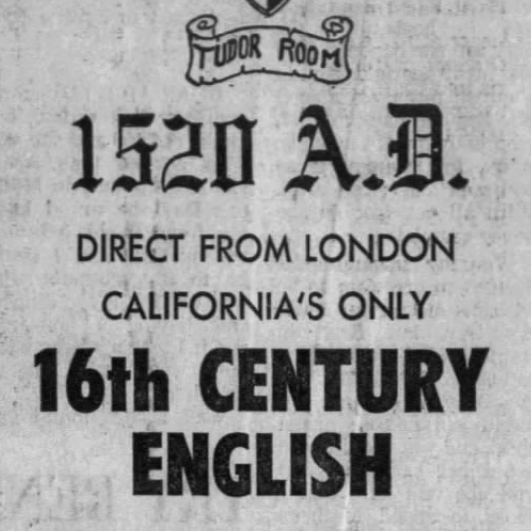 TUDOR ROOM
1520 A.D.
DIRECT FROM LONDON
CALIFORNIA'S ONLY
16th CENTURY
ENGLISH